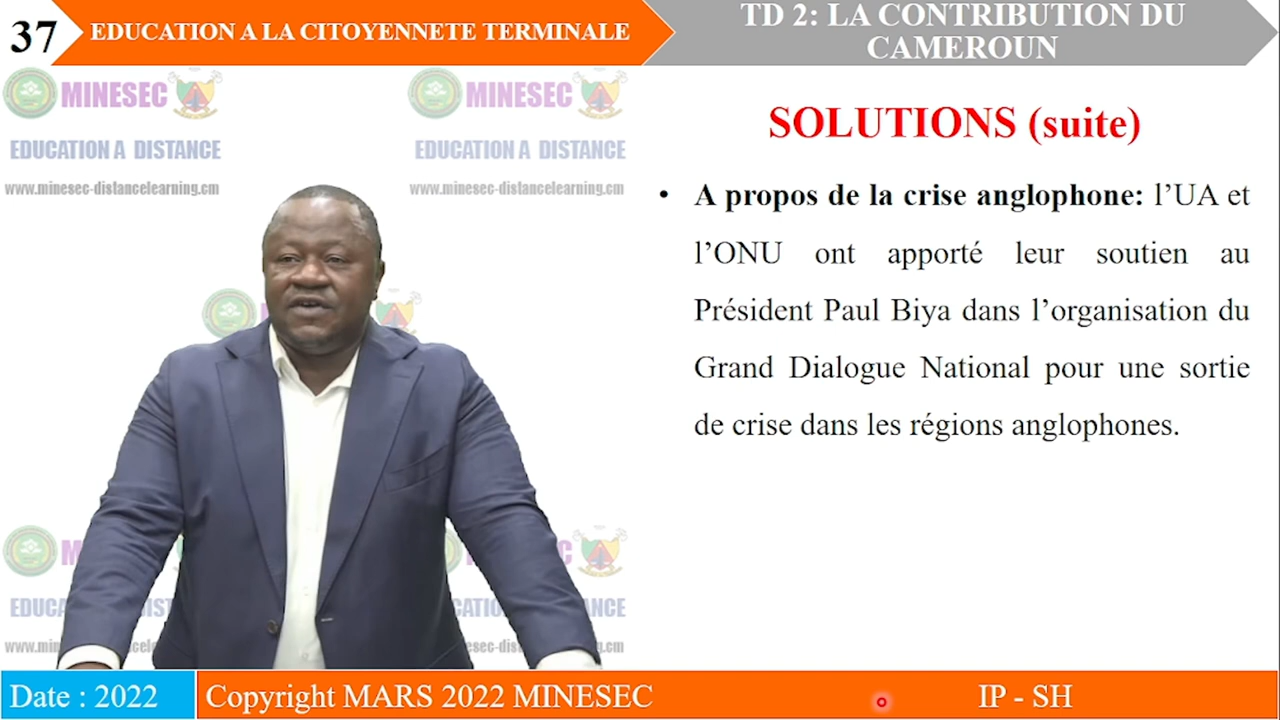 37
EDUCATION A LA CITOYENNETE TERMINALE
TD 2: LA CONTRIBUTION DU
CAMEROUN
MINESEC
MINESEC
EDUCATION A DISTANCE
EDUCATION A DISTANCE
www.minesec-distancelearning.cm
www.minesec-distancelearning.cm
SOLUTIONS (suite)
• A propos de la crise anglophone: l'UA et
l'ONU ont apporté leur soutien au
Président Paul Biya dans l'organisation du
Grand Dialogue National pour une sortie
de crise dans les régions anglophones.
Date : 2022
Copyright MARS 2022 MINESEC
IP - SH